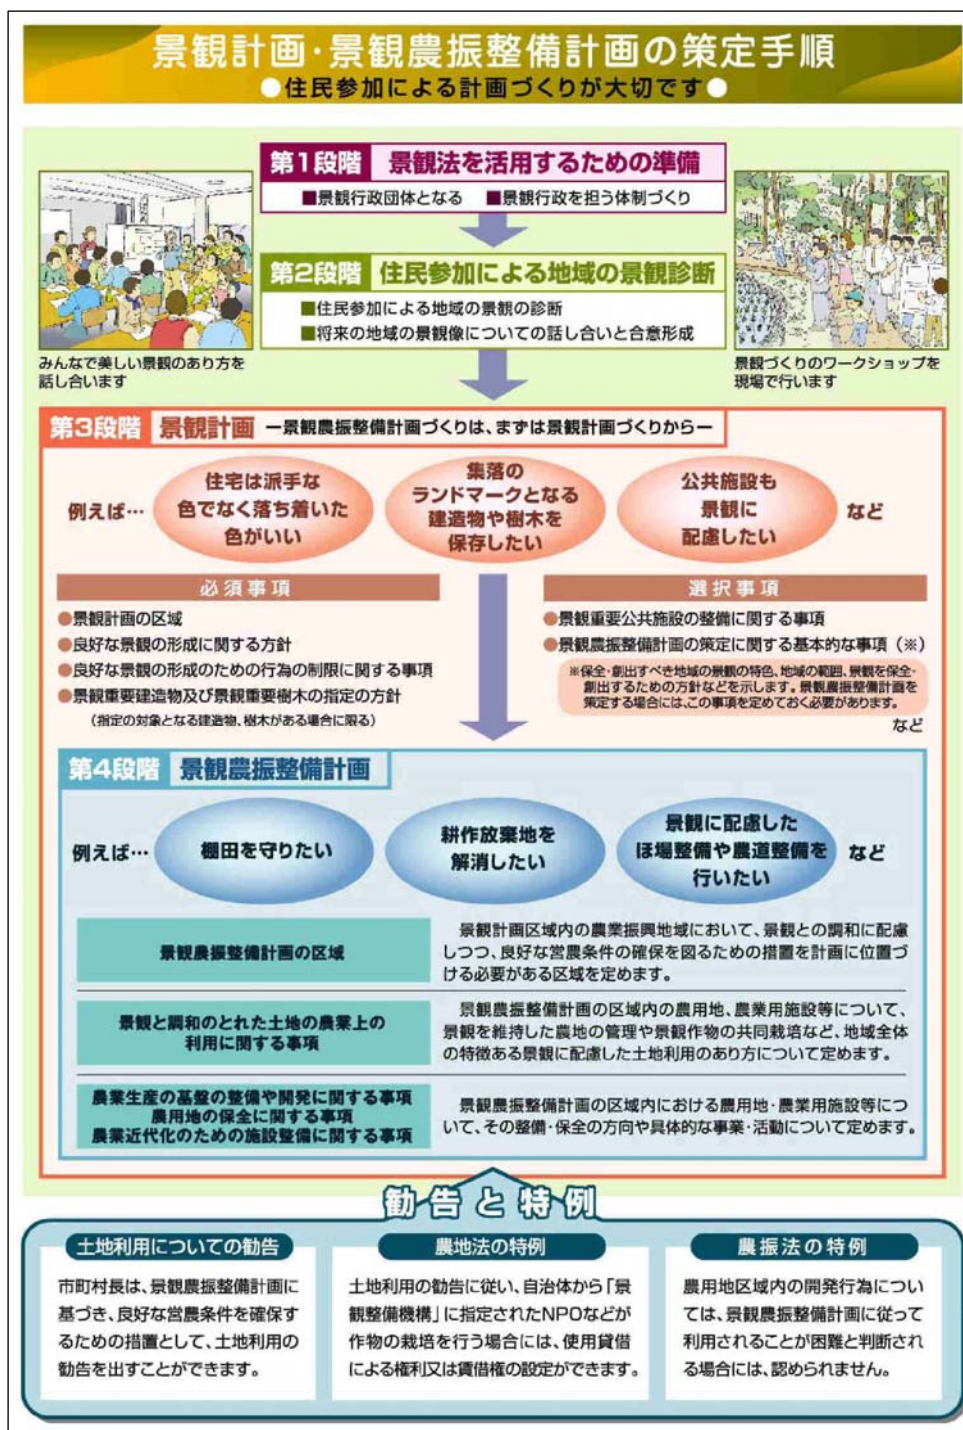 景観計画・景観農振整備計画の策定手順
●住民参加による計画づくりが大切です●
第1段階 景観法を活用するための準備
■景観行政団体となる ■景観行政を担う体制づくり
第2段階 住民参加による地域の景観診断
■住民参加による地域の景観の診断
■将来の地域の景観像についての話し合いと合意形成
みんなで美しい景観のあり方を
話し合います
景観づくりのワークショップを
現場で行います
第3段階 景観計画 ー景観農振整備計画づくりは、まずは景観計画づくりからー
例えば…
住宅は派手な
色でなく落ち着いた
色がいい
集落の
ランドマークとなる
建造物や樹木を
保存したい
公共施設も
景観に
配慮したい
など
必須事項
●景観計画の区域
●良好な景観の形成に関する方針
●良好な景観の形成のための行為の制限に関する事項
●景観重要建造物及び景観重要樹木の指定の方針
（指定の対象となる建造物、樹木がある場合に限る）
選択事項
●景観重要公共施設の整備に関する事項
●景観農振整備計画の策定に関する基本的な事項（※）
※保全・創出すべき地域の景観の特色、地域の範囲、景観を保全・
創出するための方針などを示します。景観農振整備計画を
策定する場合には、この事項を定めておく必要があります。
など
第4段階 景観農振整備計画
例えば…
棚田を守りたい
耕作放棄地を
解消したい
景観に配慮した
ほ場整備や農道整備を
行いたい
など
景観農振整備計画の区域
景観計画区域内の農業振興地域において、景観との調和に配慮
しつつ、良好な営農条件の確保を図るための措置を計画に位置づ
ける必要がある区域を定めます。
景観と調和のとれた土地の農業上の
利用に関する事項
景観農振整備計画の区域内の農用地、農業用施設等について、
景観を維持した農地の管理や景観作物の共同栽培など、地域全体
の特徴ある景観に配慮した土地利用のあり方について定めます。
農業生産の基盤の整備や開発に関する事項
農用地の保全に関する事項
農業近代化のための施設整備に関する事項
景観農振整備計画の区域内における農用地・農業用施設等につ
いて、その整備・保全の方向や具体的な事業・活動について定めます。
勧告と特例
土地利用についての勧告
市町村長は、景観農振整備計画に
基づき、良好な営農条件を確保す
るための措置として、土地利用の
勧告を出すことができます。
農地法の特例
土地利用の勧告に従い、自治体から「景
観整備機構」に指定されたNPOなどが
作物の栽培を行う場合には、使用貸借
による権利又は賃借権の設定ができます。
農振法の特例
農用地区域内の開発行為につい
ては、景観農振整備計画に従って
利用されることが困難と判断され
る場合には、認められません。